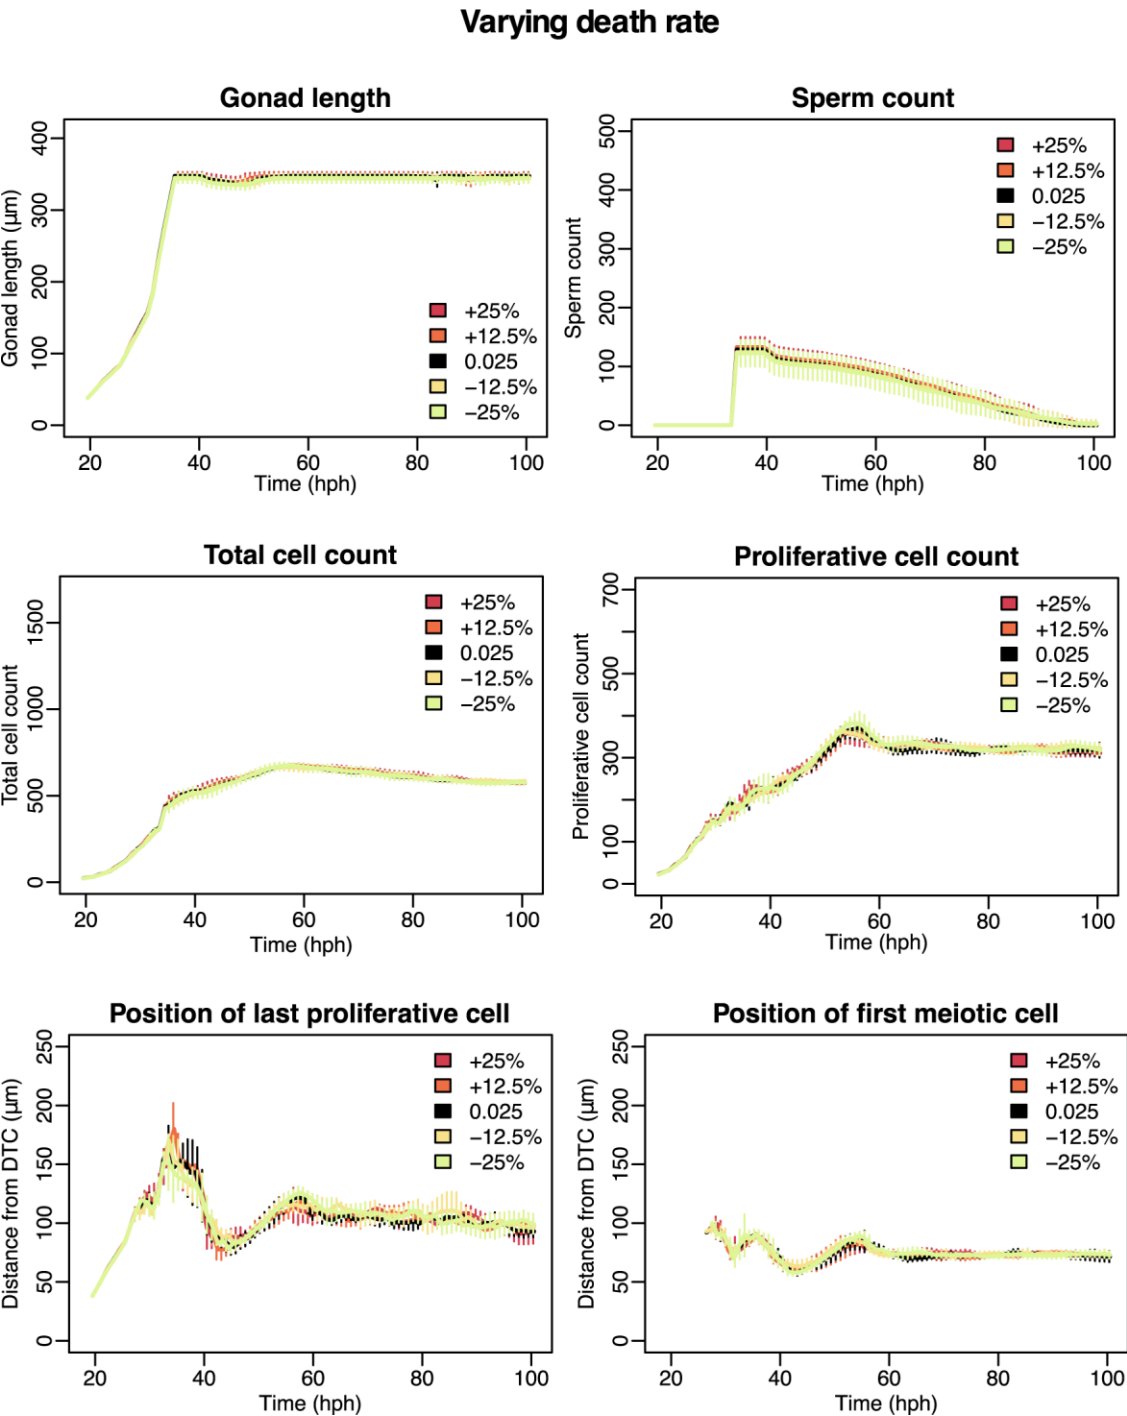 Varying death rate
Gonad length
Gonad length (µm)
400
300
200
100
0
+25%
+12.5%
0.025
−12.5%
−25%
20 40 60 80 100
Time (hph)
Sperm count
Sperm count
500
400
300
200
100
0
+25%
+12.5%
0.025
−12.5%
−25%
20 40 60 80 100
Time (hph)
Total cell count
Total cell count
1500
1000
500
0
+25%
+12.5%
0.025
−12.5%
−25%
20 40 60 80 100
Time (hph)
Proliferative cell count
Proliferative cell count
700
500
300
100
0
+25%
+12.5%
0.025
−12.5%
−25%
20 40 60 80 100
Time (hph)
Position of last proliferative cell
Distance from DTC (µm)
250
200
150
100
50
0
+25%
+12.5%
0.025
−12.5%
−25%
20 40 60 80 100
Time (hph)
Position of first meiotic cell
Distance from DTC (µm)
250
200
150
100
50
0
+25%
+12.5%
0.025
−12.5%
−25%
20 40 60 80 100
Time (hph)